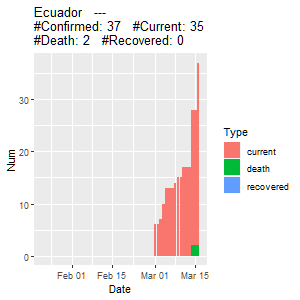 Ecuador ---
#Confirmed: 37 #Current: 35
#Death: 2 #Recovered: 0
30
20
10
0
Num
Feb 01 Feb 15 Mar 01 Mar 15
Date
Type
current
death
recovered